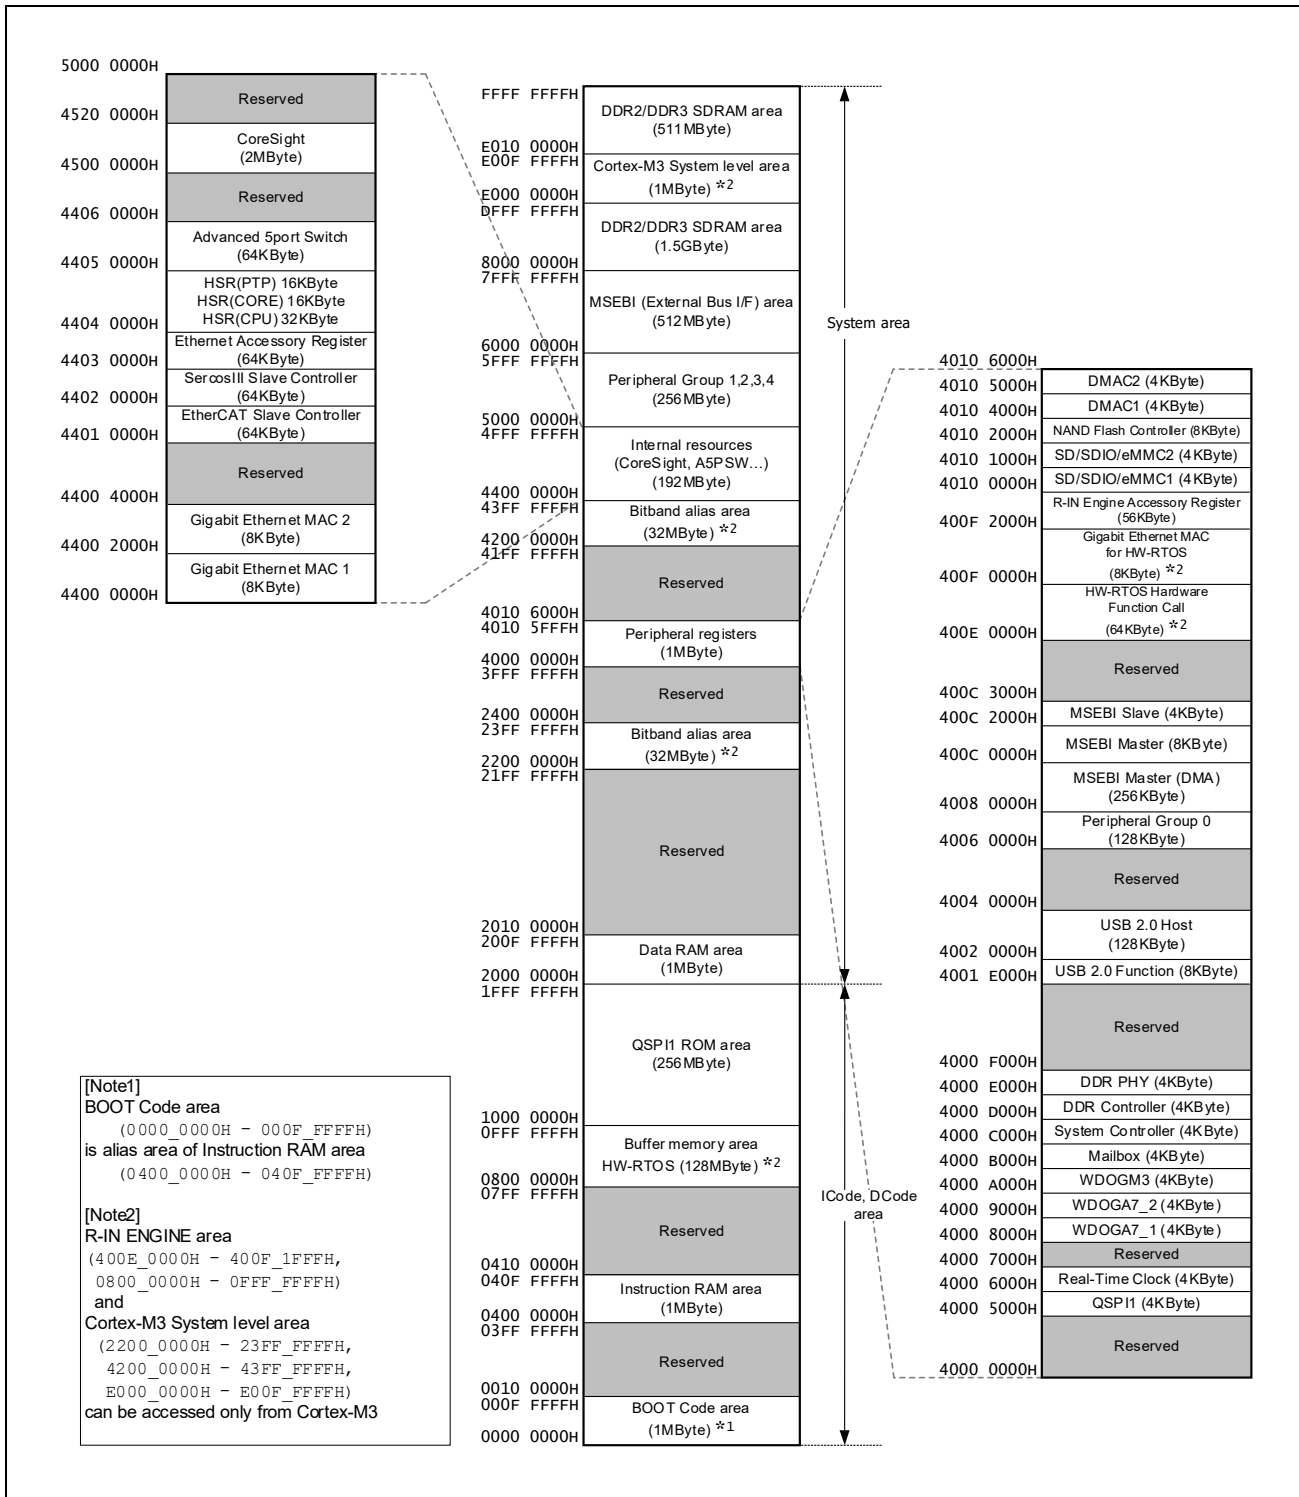 5000 0000H
Reserved
4520 0000H
CoreSight
(2MByte)
4500 0000H
Reserved
4406 0000H
Advanced 5port Switch
(64KByte)
4405 0000H
HSR(PTP) 16KByte
HSR(CORE) 16KByte
HSR(CPU) 32KByte
4404 0000H
Ethernet Accessory Register
(64KByte)
4403 0000H
SercosIII Slave Controller
(64KByte)
4402 0000H
EtherCAT Slave Controller
(64KByte)
4401 0000H
Reserved
4400 4000H
Gigabit Ethernet MAC 2
(8KByte)
4400 2000H
Gigabit Ethernet MAC 1
(8KByte)
4400 0000H
FFFF FFFFH
DDR2/DDR3 SDRAM area
(511MByte)
E010 0000H
E00F FFFFH
Cortex-M3 System level area
(1MByte) *2
E000 0000H
DFFF FFFFH
DDR2/DDR3 SDRAM area
(1.5GByte)
8000 0000H
7FFF FFFFH
MSEBI (External Bus I/F) area
(512MByte)
6000 0000H
5FFF FFFFH
Peripheral Group 1,2,3,4
(256MByte)
5000 0000H
4FFF FFFFH
Internal resources
(CoreSight, A5PSW...)
(192MByte)
4400 0000H
43FF FFFFH
Bitband alias area
(32MByte) *2
4200 0000H
41FF FFFFH
Reserved
4010 6000H
4010 5FFFH
Peripheral registers
(1MByte)
4000 0000H
3FFF FFFFH
Reserved
2400 0000H
23FF FFFFH
Bitband alias area
(32MByte) *2
2200 0000H
21FF FFFFH
Reserved
2010 0000H
200F FFFFH
Data RAM area
(1MByte)
2000 0000H
1FFF FFFFH
QSPI1 ROM area
(256MByte)
1000 0000H
0FFF FFFFH
Buffer memory area
HW-RTOS (128MByte) *2
0800 0000H
07FF FFFFH
Reserved
0410 0000H
040F FFFFH
Instruction RAM area
(1MByte)
0400 0000H
03FF FFFFH
Reserved
0010 0000H
000F FFFFH
BOOT Code area
(1MByte) *1
0000 0000H
System area
ICode, DCode
area
4010 6000H
DMAC2 (4KByte)
4010 5000H
DMAC1 (4KByte)
4010 4000H
NAND Flash Controller (8KByte)
4010 2000H
SD/SDIO/eMMC2 (4KByte)
4010 1000H
SD/SDIO/eMMC1 (4KByte)
4010 0000H
R-IN Engine Accessory Register
(56KByte)
400F 2000H
Gigabit Ethernet MAC
for HW-RTOS
(8KByte) *2
400F 0000H
HW-RTOS Hardware
Function Call
(64KByte) *2
400E 0000H
Reserved
400C 3000H
MSEBI Slave (4KByte)
400C 2000H
MSEBI Master (8KByte)
400C 0000H
MSEBI Master (DMA)
(256KByte)
4008 0000H
Peripheral Group 0
(128KByte)
4006 0000H
Reserved
4004 0000H
USB 2.0 Host
(128KByte)
4002 0000H
USB 2.0 Function (8KByte)
4001 E000H
Reserved
4000 F000H
DDR PHY (4KByte)
4000 E000H
DDR Controller (4KByte)
4000 D000H
System Controller (4KByte)
4000 C000H
Mailbox (4KByte)
4000 B000H
WDOGM3 (4KByte)
4000 A000H
WDOGA7_2 (4KByte)
4000 9000H
WDOGA7_1 (4KByte)
4000 8000H
Reserved
4000 7000H
Real-Time Clock (4KByte)
4000 6000H
QSPI1 (4KByte)
4000 5000H
Reserved
4000 0000H
[Note1]
BOOT Code area
(0000_0000H − 000F_FFFFH)
is alias area of Instruction RAM area
(0400_0000H − 040F_FFFFH)
[Note2]
R-IN ENGINE area
(400E_0000H − 400F_1FFFH,
0800_0000H − 0FFF_FFFFH)
and
Cortex-M3 System level area
(2200_0000H − 23FF_FFFFH,
4200_0000H − 43FF_FFFFH,
E000_0000H − E00F_FFFFH)
can be accessed only from Cortex-M3